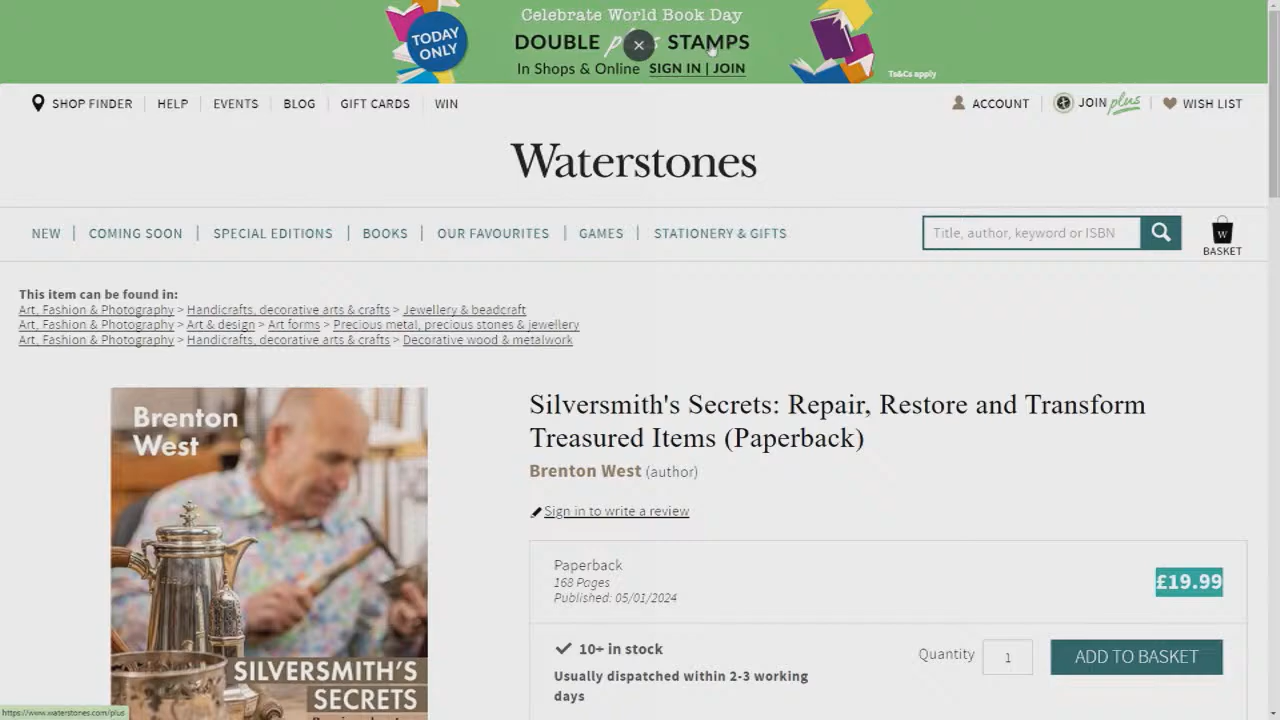 TODAY
ONLY
Celebrate World Book Day
DOUBLE plus STAMPS
In Shops & Online SIGN IN | JOIN
Ts&Cs apply
SHOP FINDER HELP EVENTS BLOG GIFT CARDS WIN
ACCOUNT JOIN plus WISH LIST
Waterstones
NEW COMING SOON SPECIAL EDITIONS BOOKS OUR FAVOURITES GAMES STATIONERY & GIFTS
Title, author, keyword or ISBN
W
BASKET
This item can be found in:
Art, Fashion & Photography > Handicrafts, decorative arts & crafts > Jewellery & beadcraft
Art, Fashion & Photography > Art & design > Art forms > Precious metal, precious stones & jewellery
Art, Fashion & Photography > Handicrafts, decorative arts & crafts > Decorative wood & metalwork
Brenton
West
SILVERSMITH'S
SECRETS
Silversmith's Secrets: Repair, Restore and Transform
Treasured Items (Paperback)
Brenton West (author)
Sign in to write a review
Paperback
168 Pages
Published: 05/01/2024
£19.99
10+ in stock
Usually dispatched within 2-3 working
days
Quantity 1 ADD TO BASKET
https://www.waterstones.com/plus